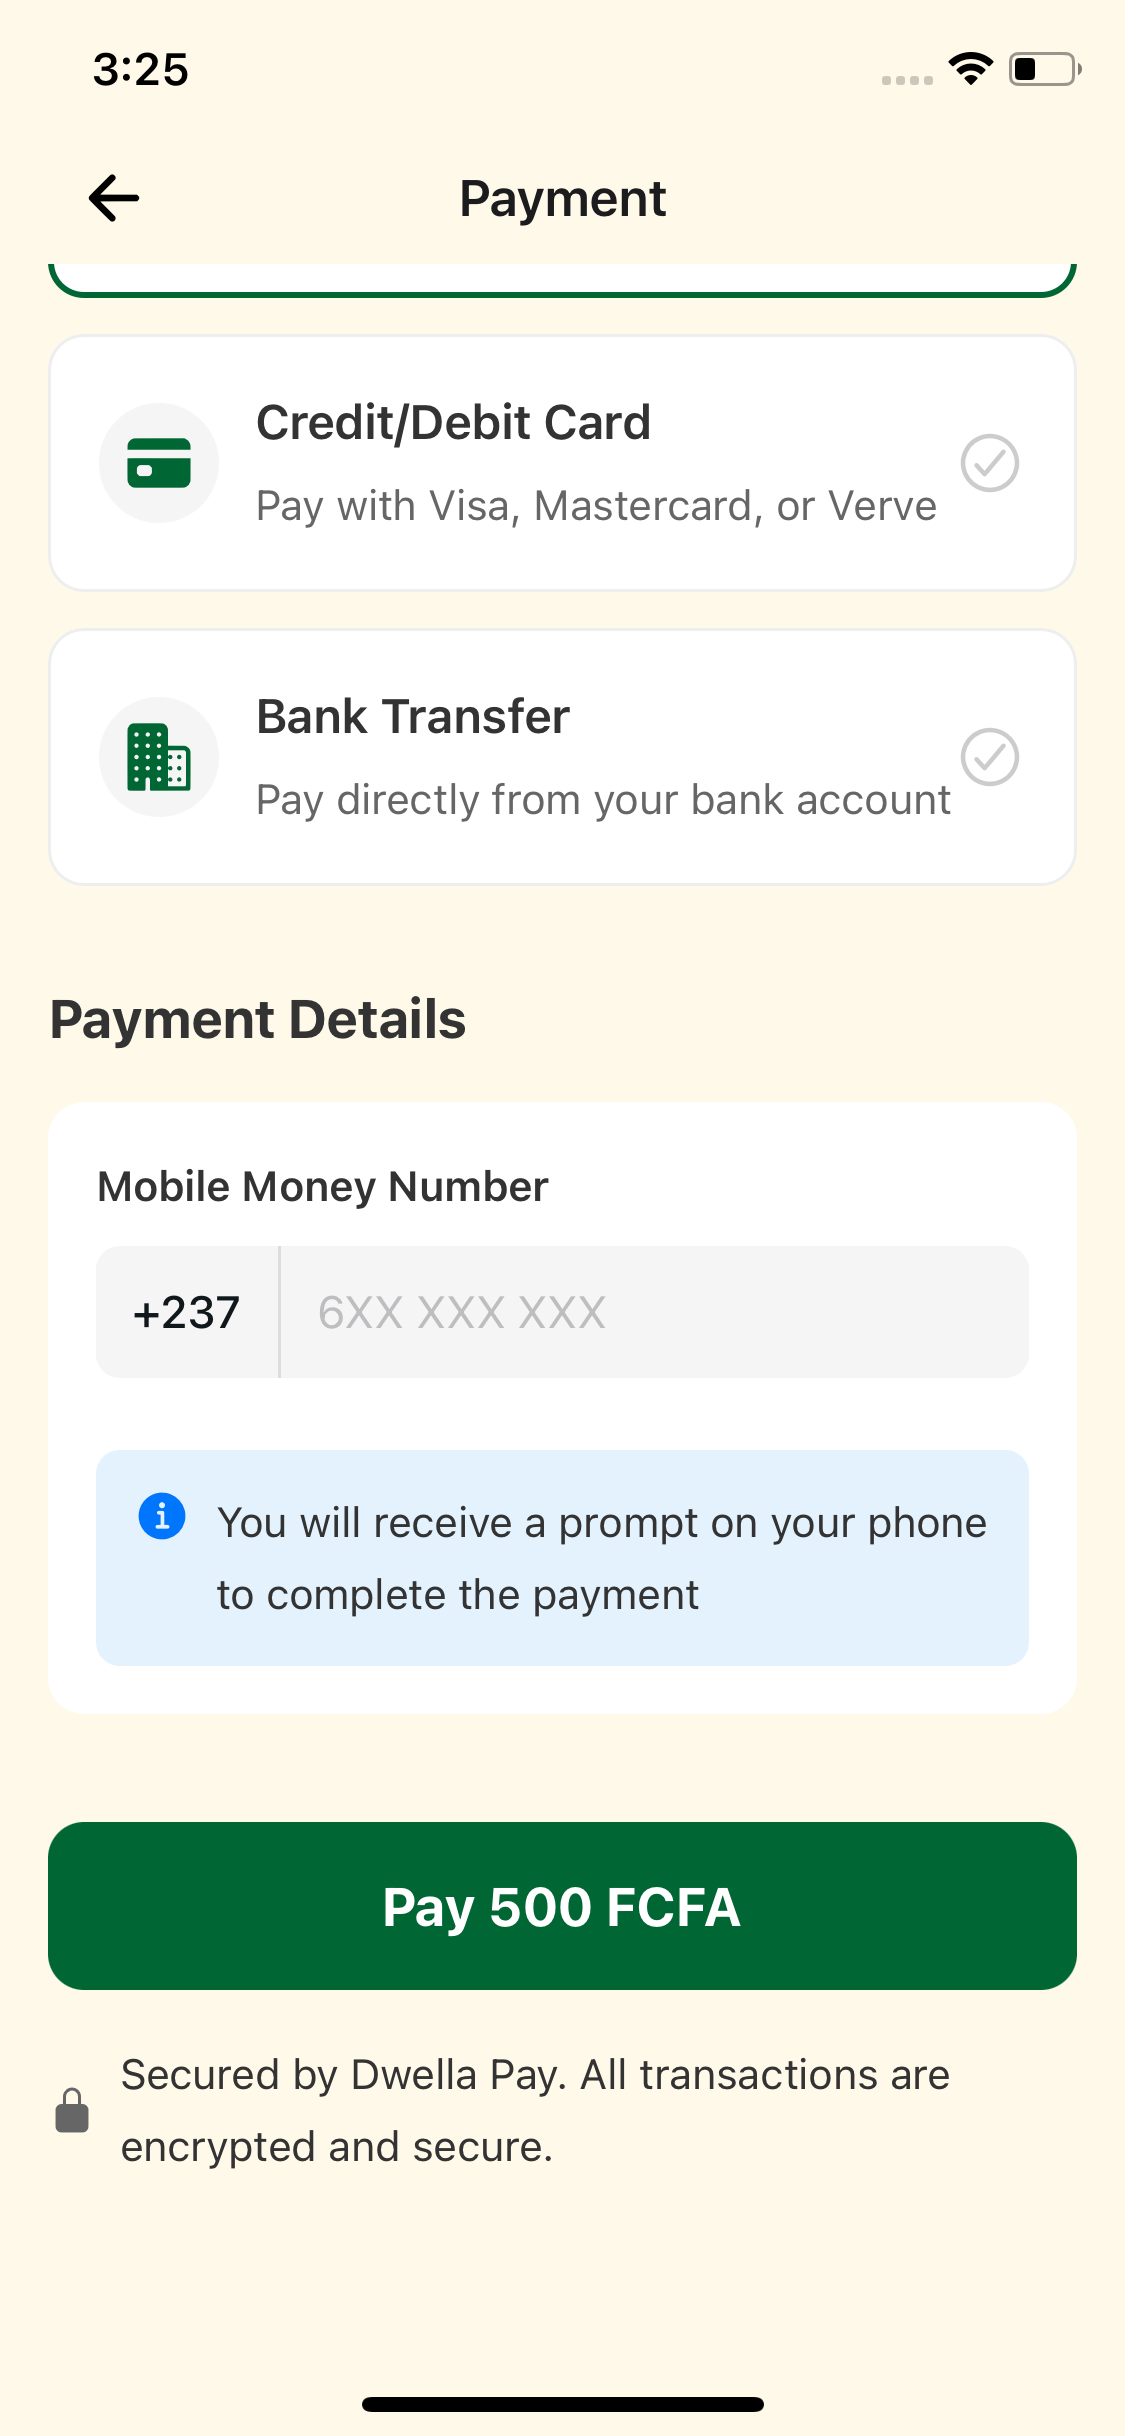 3:25
Payment
Credit/Debit Card
Pay with Visa, Mastercard, or Verve
Bank Transfer
Pay directly from your bank account
Payment Details
Mobile Money Number
+237 6XX XXX XXX
You will receive a prompt on your phone
to complete the payment
Pay 500 FCFA
Secured by Dwella Pay. All transactions are
encrypted and secure.